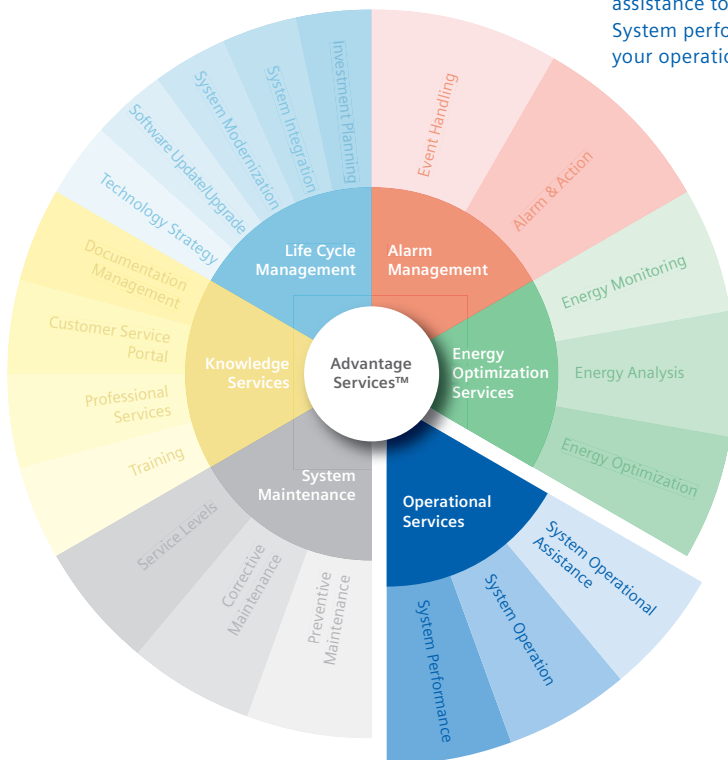 assistance to
System perfo
your operatio
Investment Planning
System Integration
System Modernization
Software Update/Upgrade
Technology Strategy
Event Handling
Alarm & Action
Life Cycle
Management
Alarm
Management
Documentation
Management
Customer Service
Portal
Professional
Services
Training
Knowledge
Services
Advantage
Services™
Energy
Optimization
Services
Energy Monitoring
Energy Analysis
Energy Optimization
System
Maintenance
Operational
Services
Service Levels
Corrective
Maintenance
Preventive
Maintenance
System Performance
System Operation
System Operational
Assistance